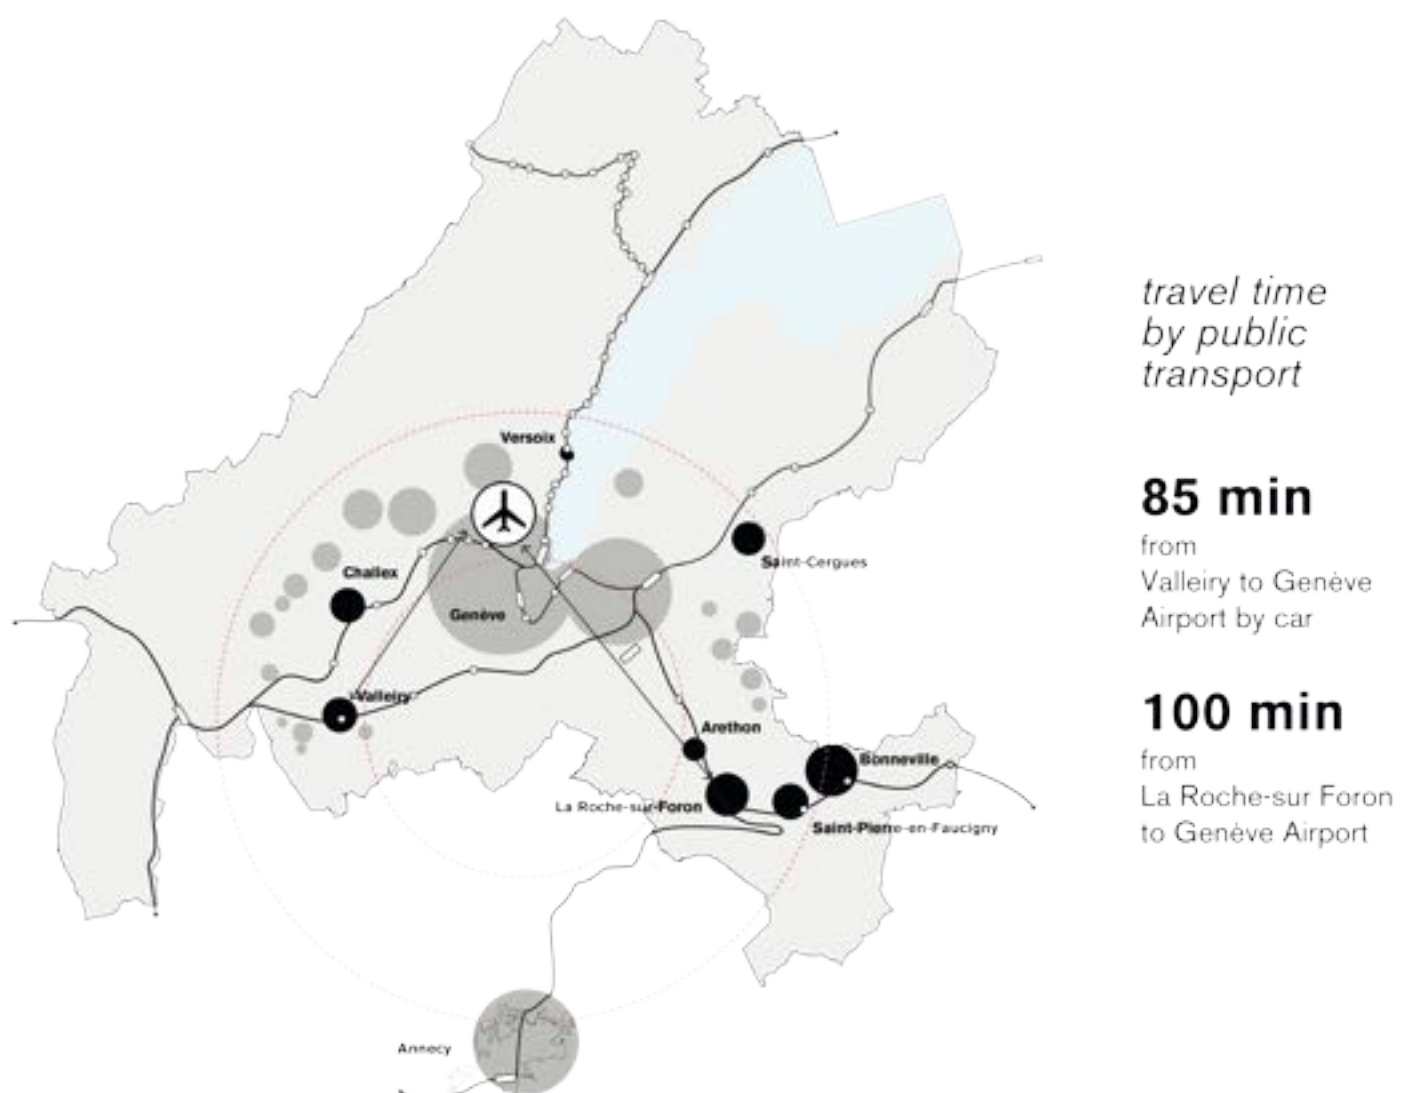 travel time
by public
transport
85 min
from
Valleiry to Genève
Airport by car
100 min
from
La Roche-sur Foron
to Genève Airport
Versoix
Saint-Cergues
Challex
Genève
Valleiry
Arethon
Bonneville
La Roche-sur-Foron
Saint-Pierre-en-Faucigny
Annecy